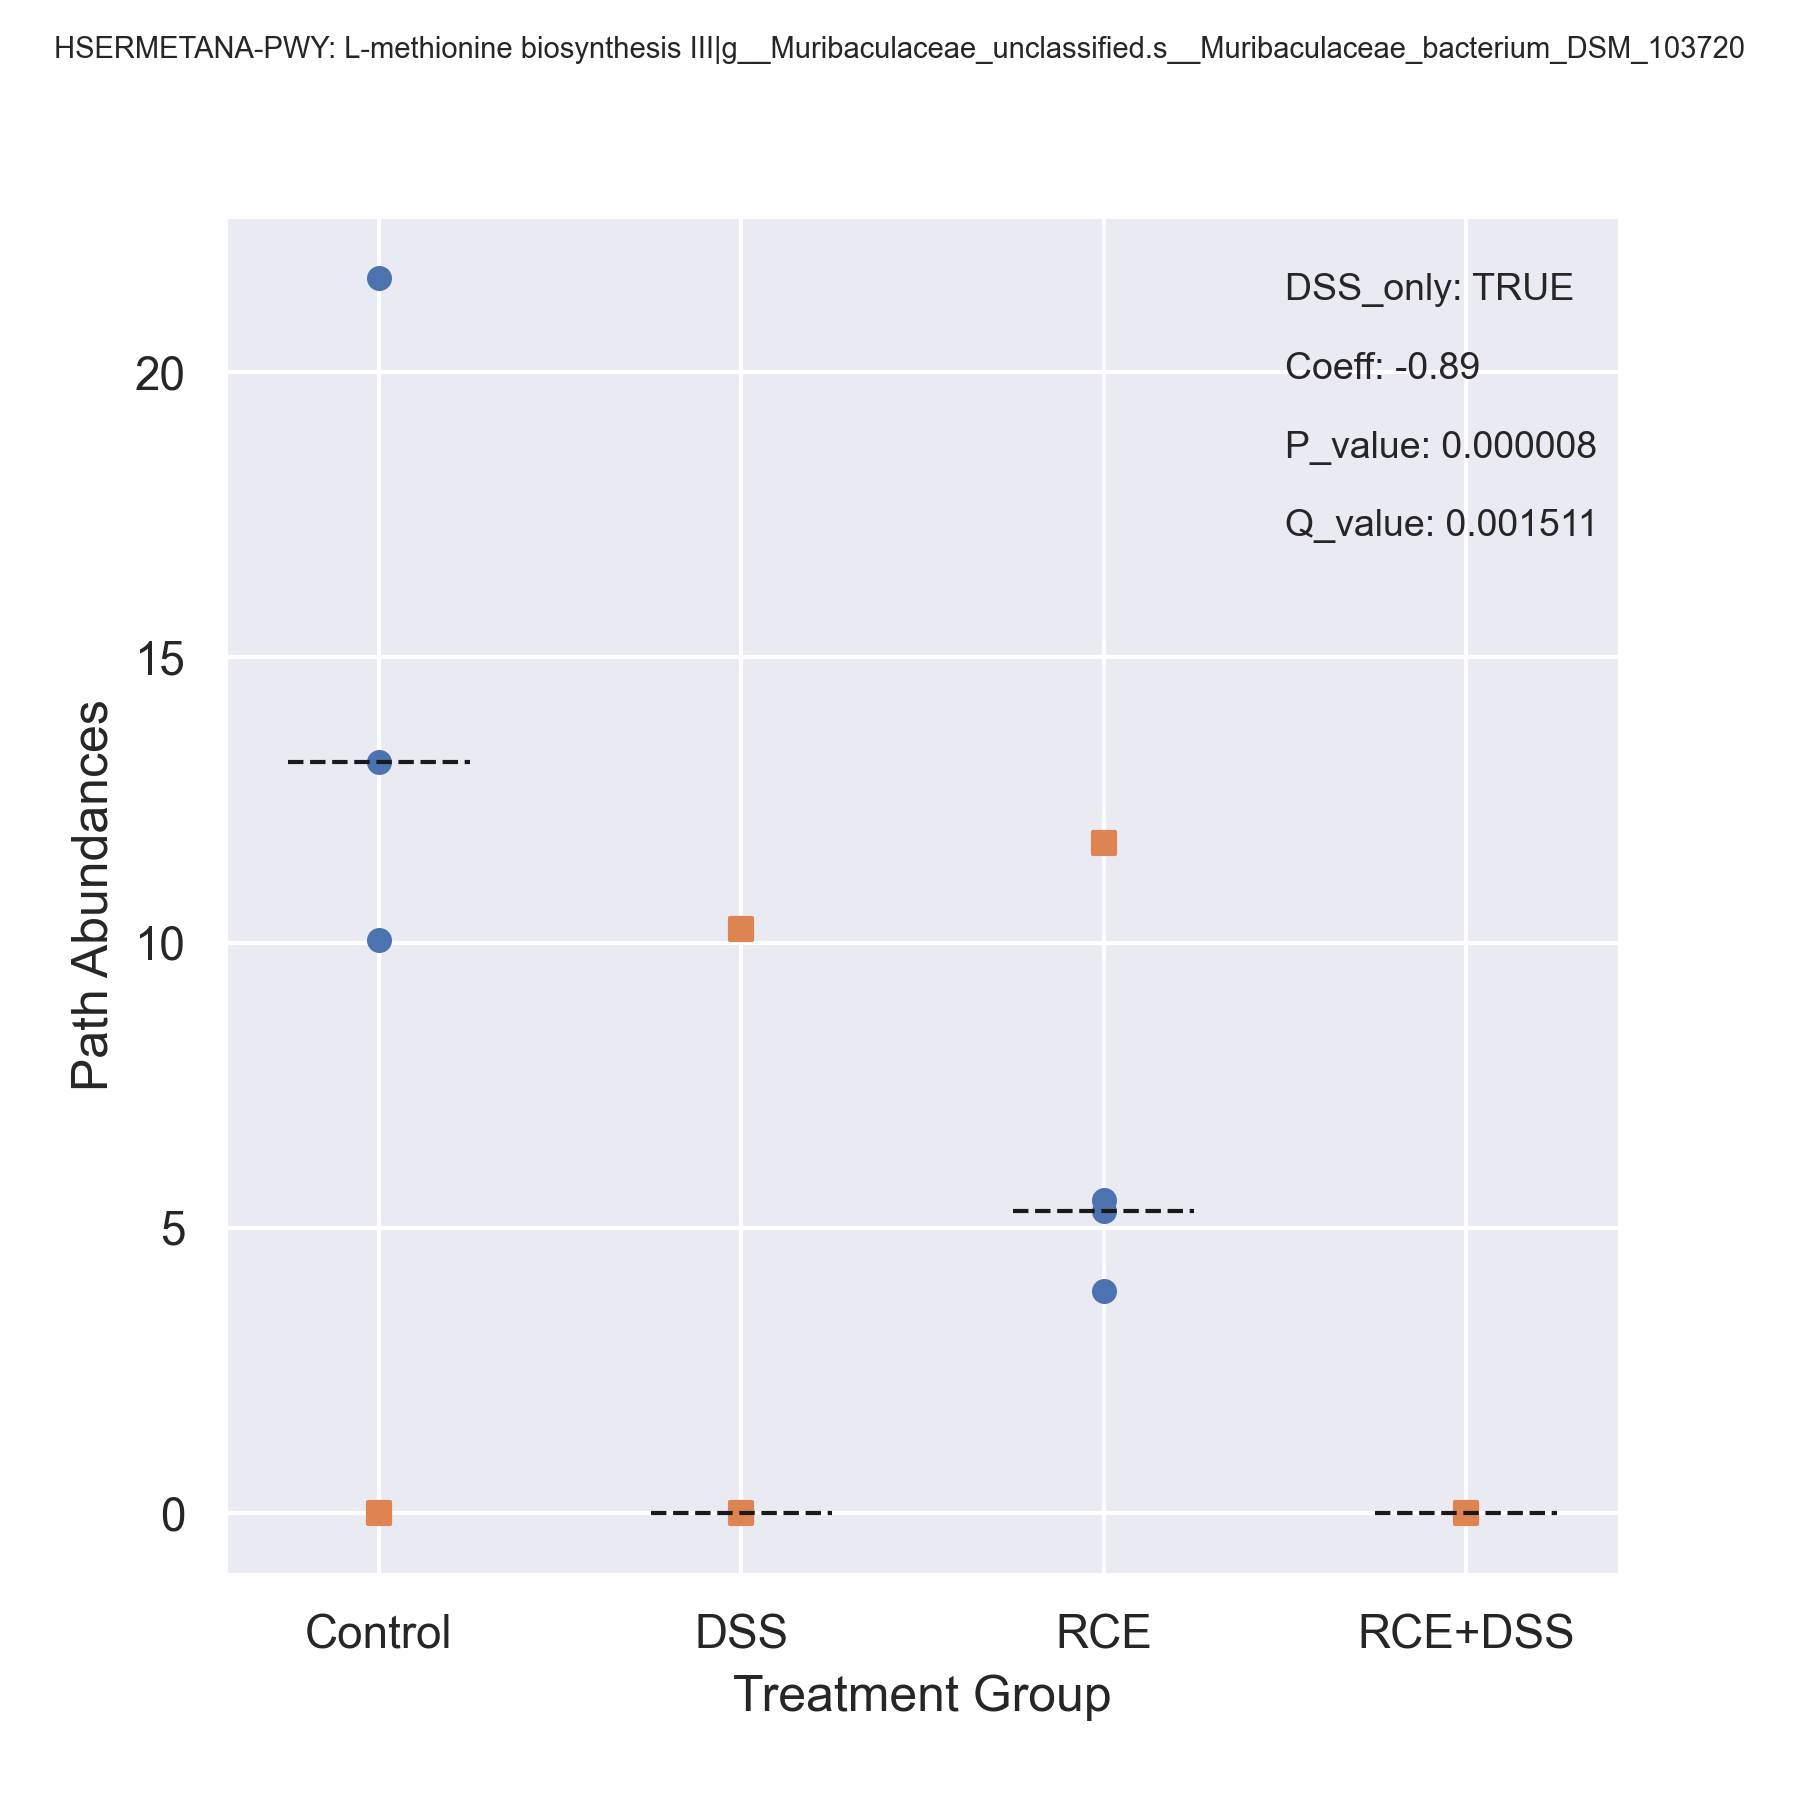 HSERMETANA-PWY: L-methionine biosynthesis III|g__Muribaculaceae_unclassified.s__Muribaculaceae_bacterium_DSM_103720
DSS_only: TRUE
Coeff: -0.89
P_value: 0.000008
Q_value: 0.001511
Path Abundances
20
15
10
5
0
Control DSS RCE RCE+DSS
Treatment Group